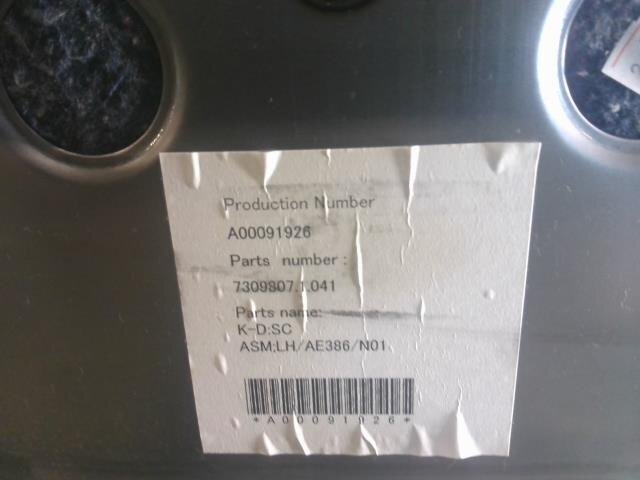 Production Number
A00091926
Parts number:
7309807.1.041
Parts name:
K-D:SC
ASM:LH/AE386/N01
*A00091926*